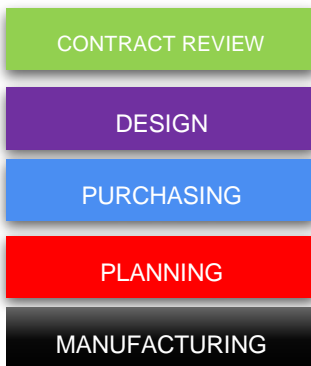 CONTRACT REVIEW
DESIGN
PURCHASING
PLANNING
MANUFACTURING